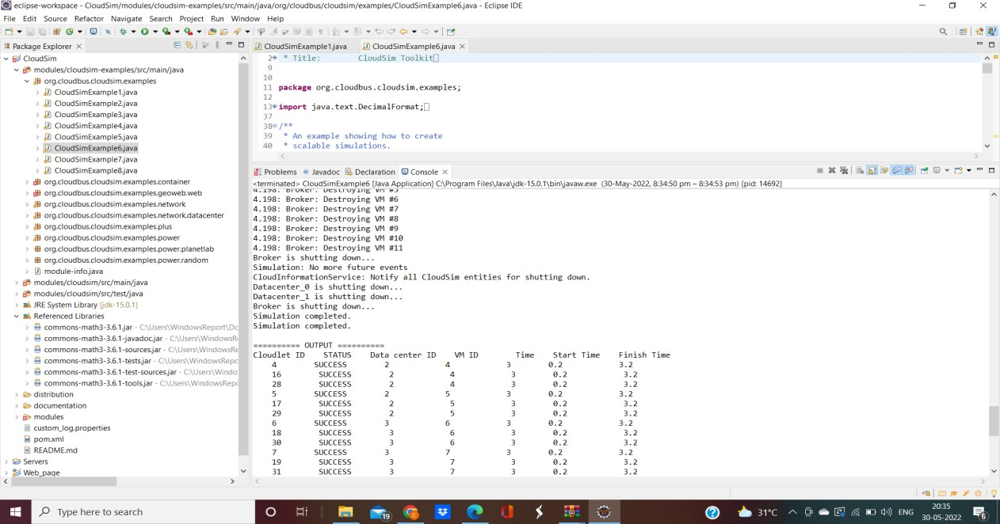 eclipse-workspace - CloudSim/modules/cloudsim-examples/src/main/java/org/cloudbus/cloudsim/examples/CloudSimExample6.java - Eclipse IDE
File Edit Source Refactor Navigate Search Project Run Window Help
Package Explorer
CloudSim
modules/cloudsim-examples/src/main/java
org.cloudbus.cloudsim.examples
CloudSimExample1.java
CloudSimExample2.java
CloudSimExample3.java
CloudSimExample4.java
CloudSimExample5.java
CloudSimExample6.java
CloudSimExample7.java
CloudSimExample8.java
org.cloudbus.cloudsim.examples.container
org.cloudbus.cloudsim.examples.geoweb.web
org.cloudbus.cloudsim.examples.network
org.cloudbus.cloudsim.examples.network.datacenter
org.cloudbus.cloudsim.examples.plus
org.cloudbus.cloudsim.examples.power
org.cloudbus.cloudsim.examples.power.planetlab
org.cloudbus.cloudsim.examples.power.random
module-info.java
modules/cloudsim/src/main/java
modules/cloudsim/src/test/java
JRE System Library [jdk-15.0.1]
Referenced Libraries
commons-math3-3.6.1.jar - C:\Users\WindowsReport\Dc
commons-math3-3.6.1-javadoc.jar - C:\Users\WindowsR
commons-math3-3.6.1-sources.jar - C:\Users\WindowsRepc
commons-math3-3.6.1-tests.jar - C:\Users\WindowsRep
commons-math3-3.6.1-test-sources.jar - C:\Users\Windo
commons-math3-3.6.1-tools.jar - C:\Users\WindowsRepc
distribution
documentation
modules
custom_log.properties
pom.xml
README.md
Servers
Web_page
CloudSimExample1.java CloudSimExample6.java
2 * Title: CloudSim Toolkit
9
10
11 package org.cloudbus.cloudsim.examples;
12
13 import java.text.DecimalFormat;
37
38 /**
39 * An example showing how to create
40 * scalable simulations.
Problems Javadoc Declaration Console
<terminated> CloudSimExample6 [Java Application] C:\Program Files\Java\jdk-15.0.1\bin\javaw.exe (30-May-2022, 8:34:50 pm – 8:34:53 pm) [pid: 14692]
4.198: Broker: Destroying VM #5
4.198: Broker: Destroying VM #6
4.198: Broker: Destroying VM #7
4.198: Broker: Destroying VM #8
4.198: Broker: Destroying VM #9
4.198: Broker: Destroying VM #10
4.198: Broker: Destroying VM #11
Broker is shutting down...
Simulation: No more future events
CloudInformationService: Notify all CloudSim entities for shutting down.
Datacenter_0 is shutting down...
Datacenter_1 is shutting down...
Broker is shutting down...
Simulation completed.
Simulation completed.
========== OUTPUT ==========
Cloudlet ID STATUS Data center ID VM ID Time Start Time Finish Time
4 SUCCESS 2 4 3 0.2 3.2
16 SUCCESS 2 4 3 0.2 3.2
28 SUCCESS 2 4 3 0.2 3.2
5 SUCCESS 2 5 3 0.2 3.2
17 SUCCESS 2 5 3 0.2 3.2
29 SUCCESS 2 5 3 0.2 3.2
6 SUCCESS 3 6 3 0.2 3.2
18 SUCCESS 3 6 3 0.2 3.2
30 SUCCESS 3 6 3 0.2 3.2
7 SUCCESS 3 7 3 0.2 3.2
19 SUCCESS 3 7 3 0.2 3.2
31 SUCCESS 3 7 3 0.2 3.2
Type here to search
19
31°C
ENG
20:35
30-05-2022
6